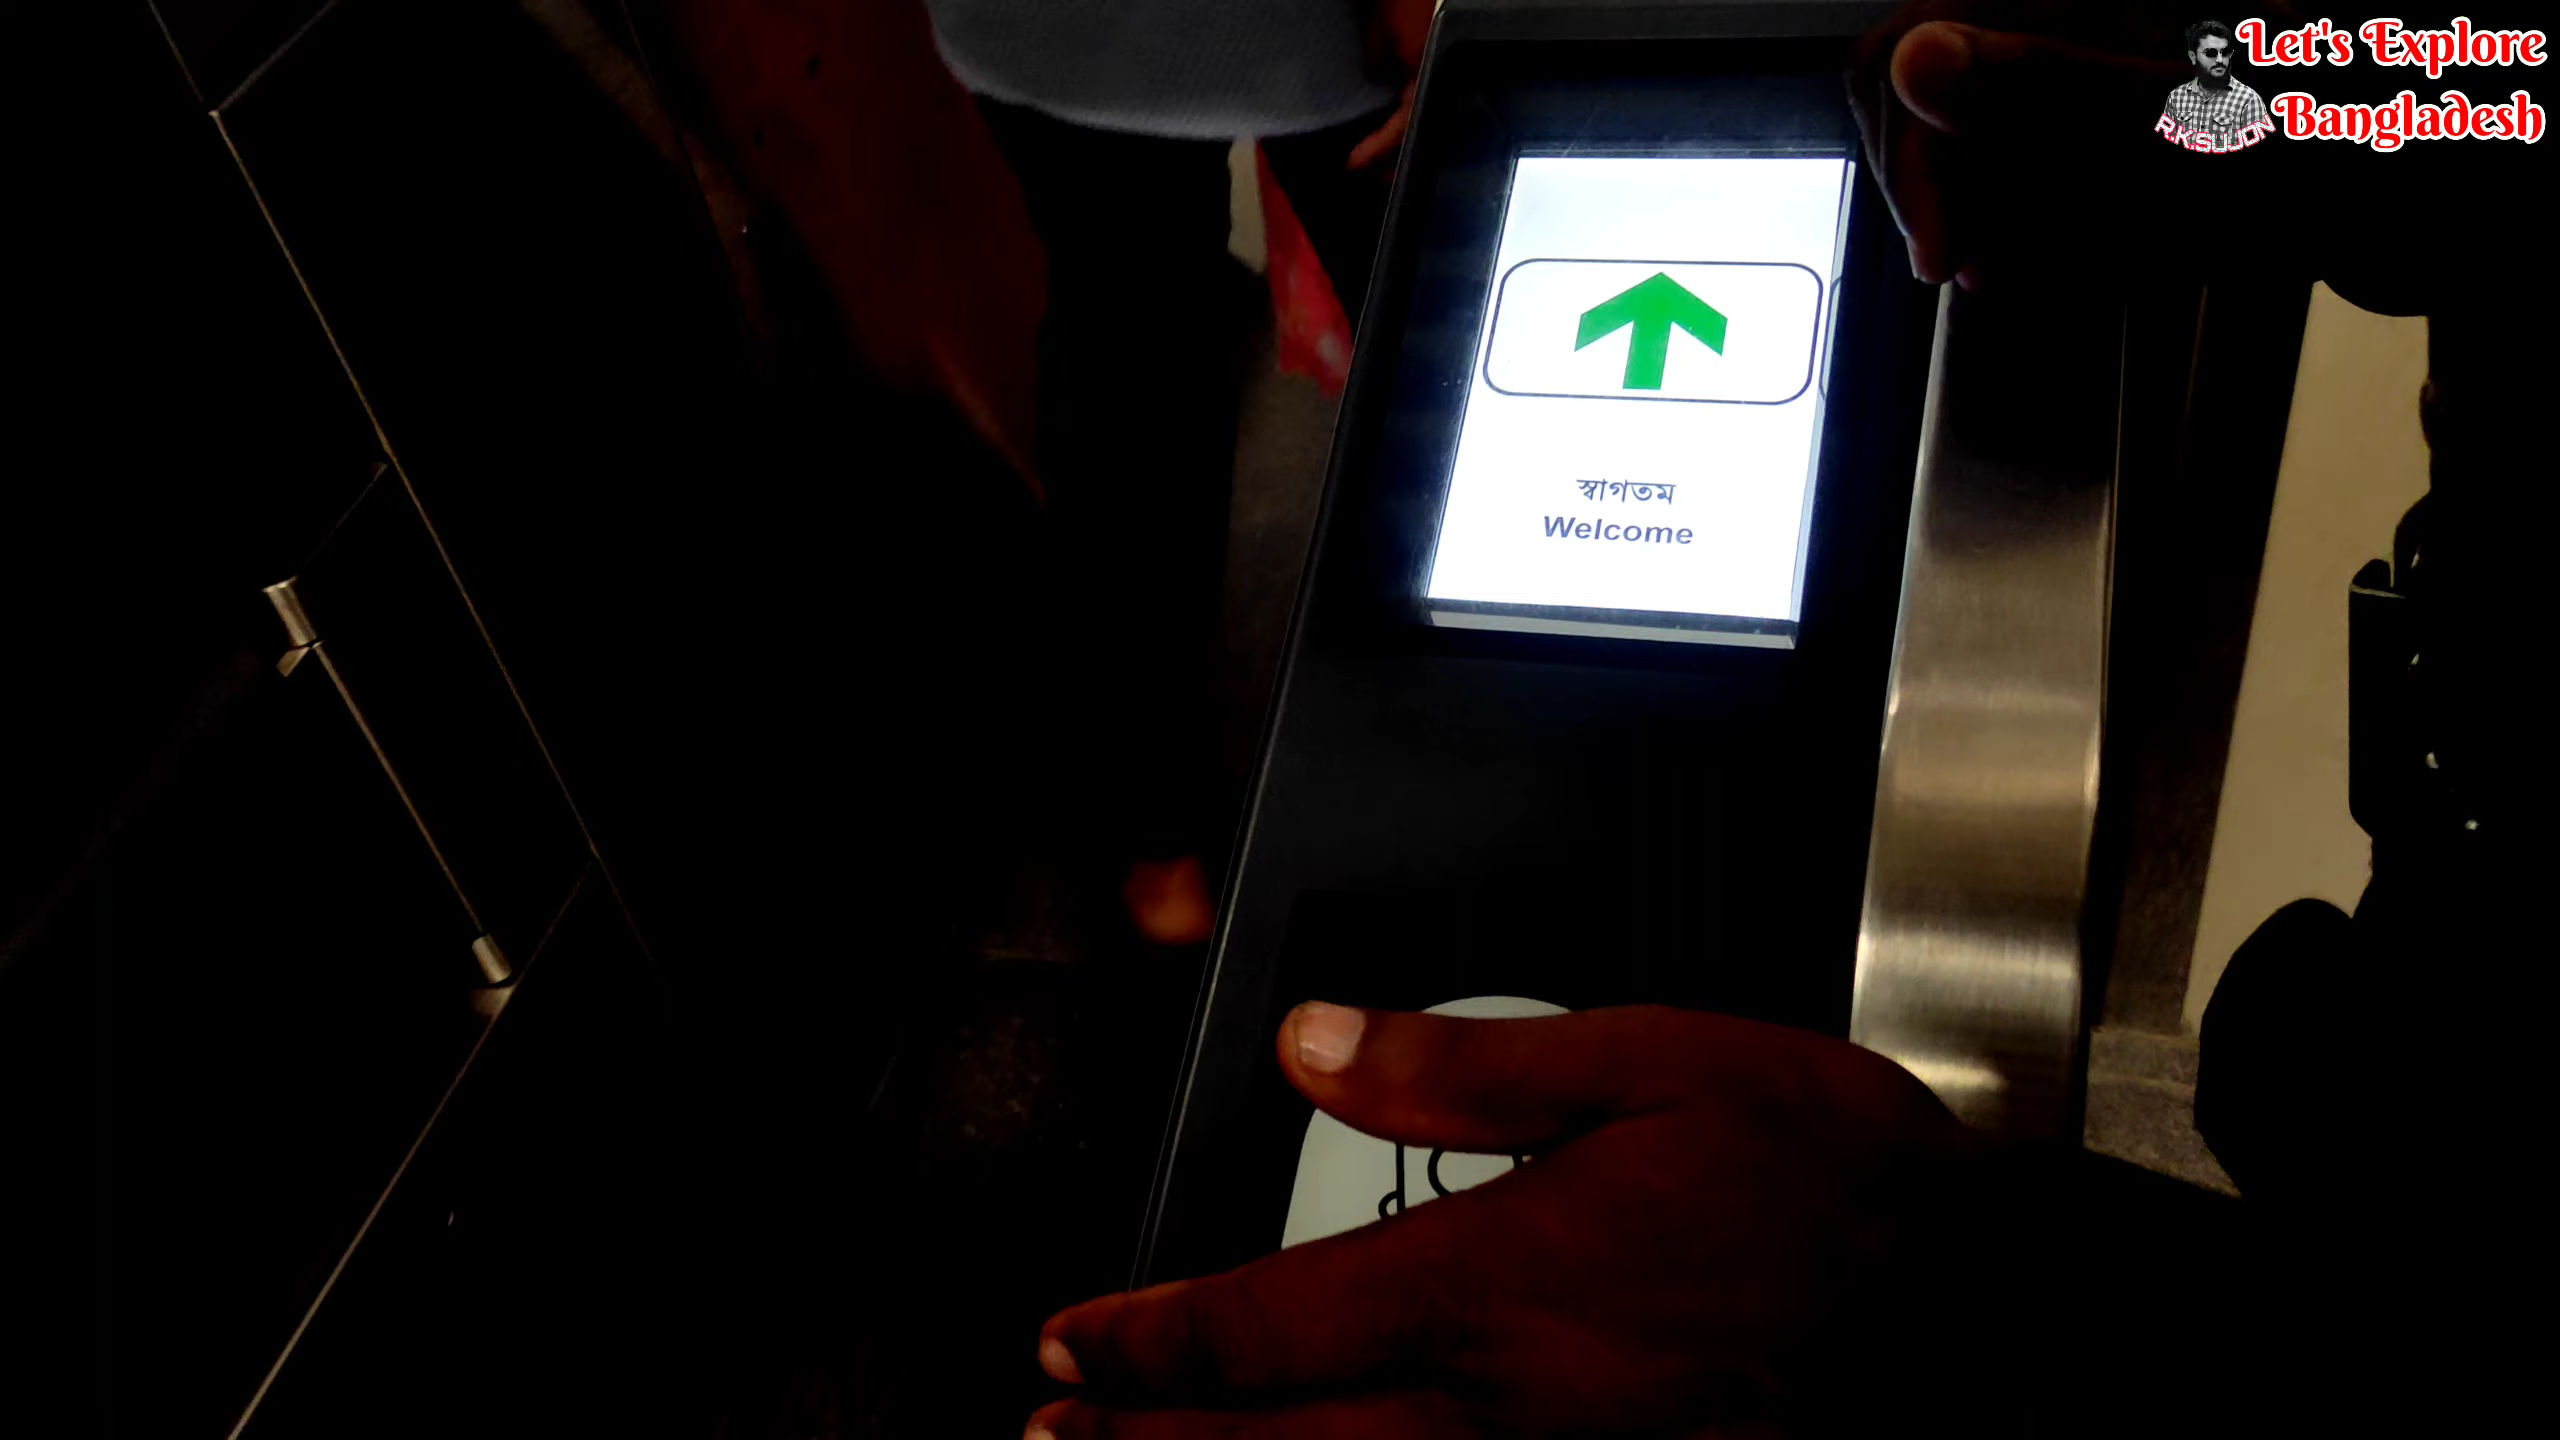 Let's Explore
Bangladesh
R.K.SUJON
স্বাগতম
Welcome